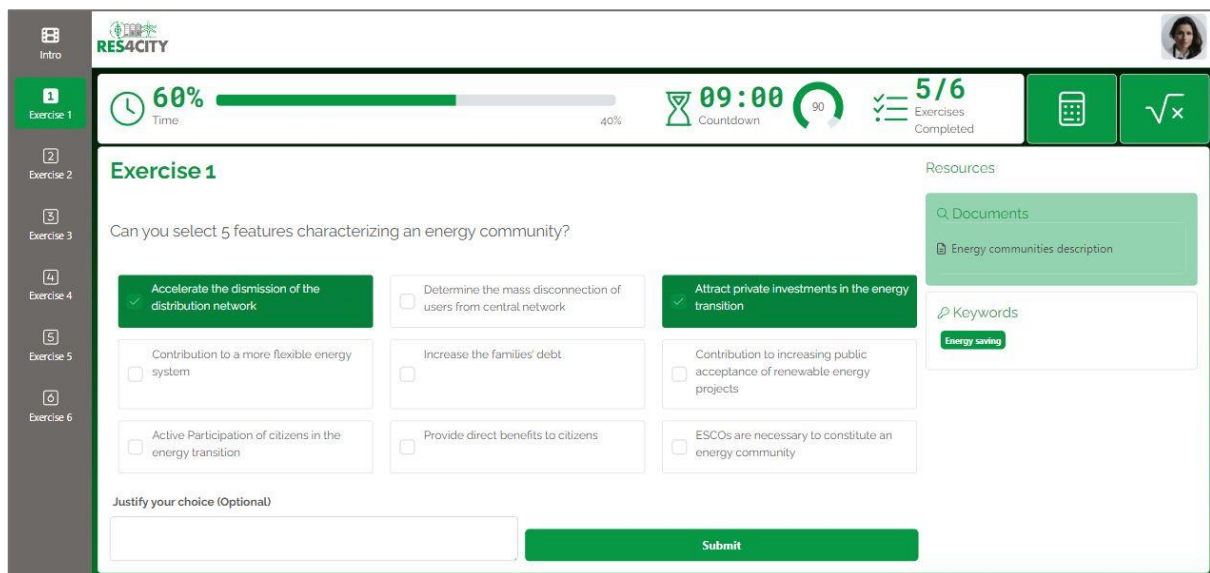 Intro
1
Exercise 1
2
Exercise 2
3
Exercise 3
4
Exercise 4
5
Exercise 5
6
Exercise 6
RES4CITY
60%
Time
40%
09:00
Countdown
90
5/6
Exercises
Completed
√x
Exercise 1
Can you select 5 features characterizing an energy community?
Accelerate the dismission of the
distribution network
Determine the mass disconnection of
users from central network
Attract private investments in the energy
transition
Contribution to a more flexible energy
system
Increase the families' debt
Contribution to increasing public
acceptance of renewable energy
projects
Active Participation of citizens in the
energy transition
Provide direct benefits to citizens
ESCOs are necessary to constitute an
energy community
Justify your choice (Optional)
Submit
Resources
Documents
Energy communities description
Keywords
Energy saving